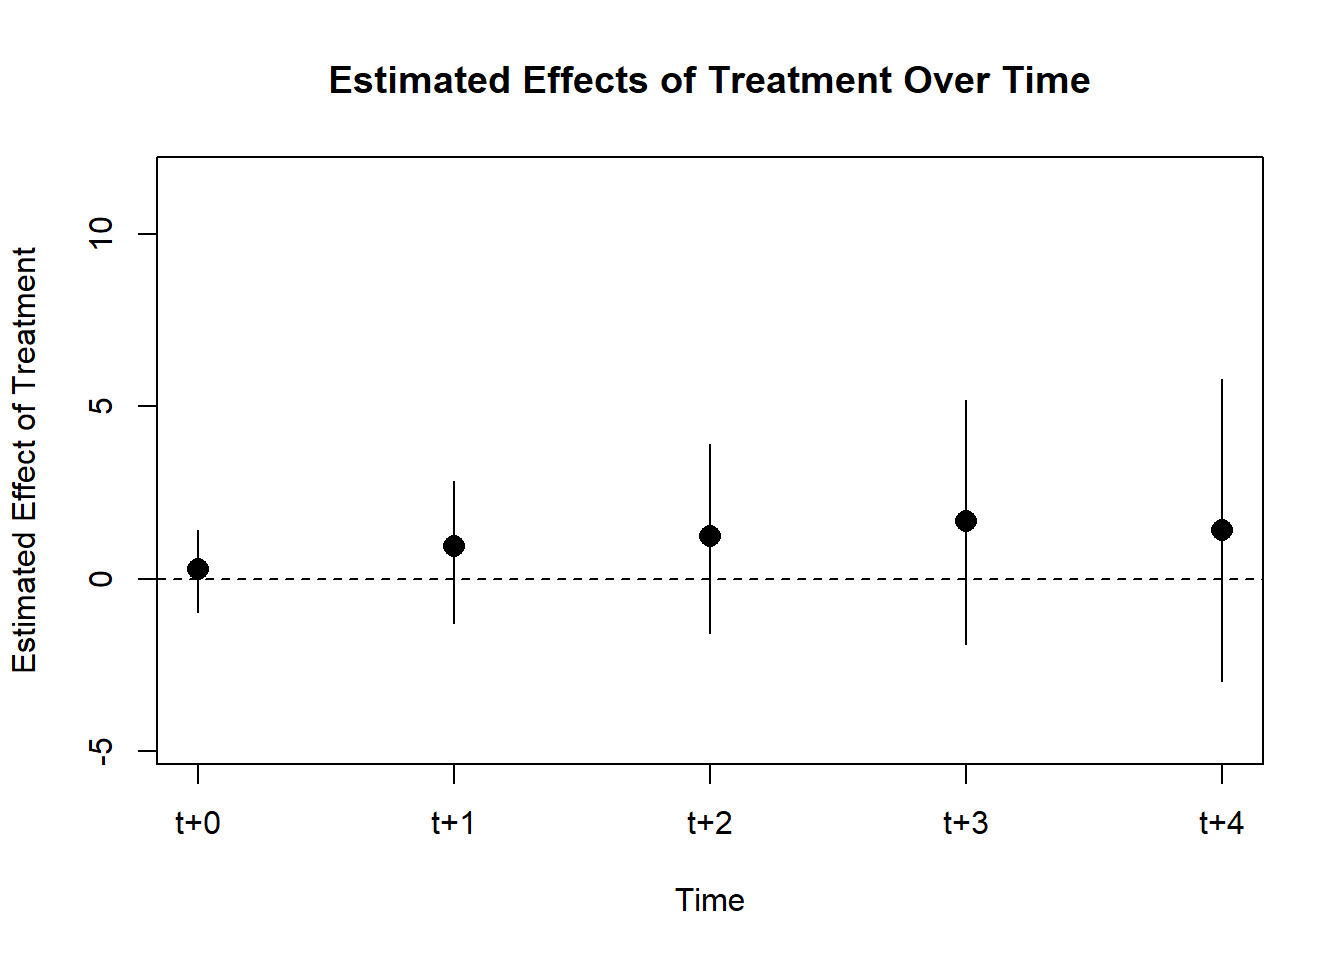 Estimated Effects of Treatment Over Time
Estimated Effect of Treatment
10
5
0
-5
t+0
t+1
t+2
t+3
t+4
Time